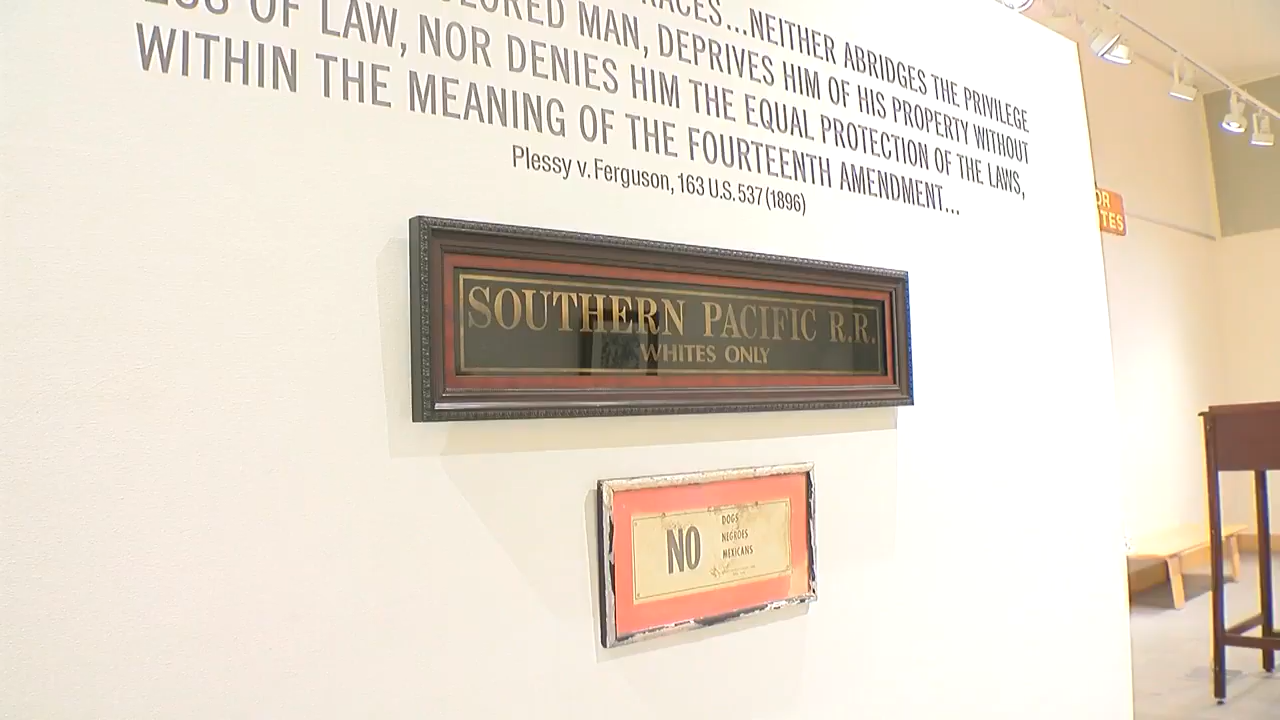 RACES...NEITHER ABRIDGES THE PRIVILEGE
COLORED MAN, DEPRIVES HIM OF HIS PROPERTY WITHOUT
OF LAW, NOR DENIES HIM THE EQUAL PROTECTION OF THE LAWS,
WITHIN THE MEANING OF THE FOURTEENTH AMENDMENT...
Plessy v. Ferguson, 163 U.S. 537 (1896)
SOUTHERN PACIFIC R.R.
WHITES ONLY
NO
DOGS
NEGROES
MEXICANS